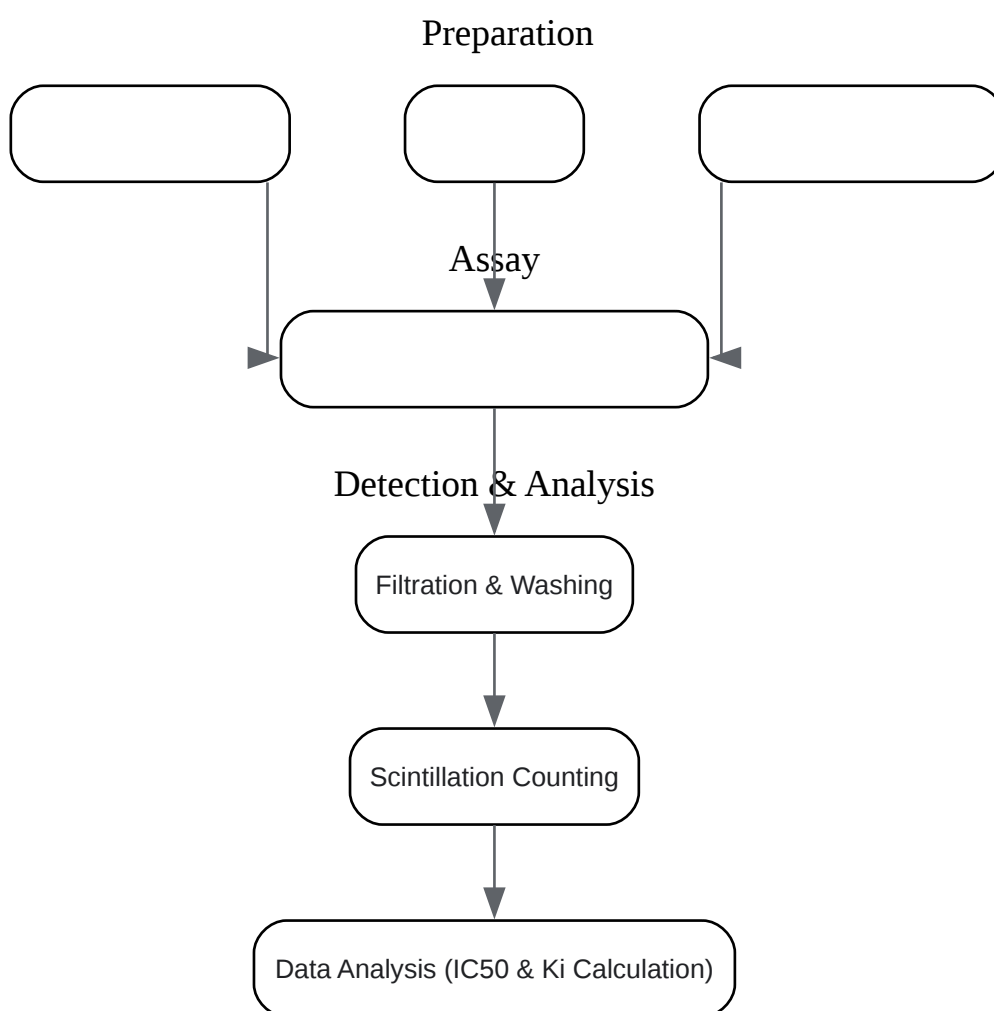 Preparation
Assay
Detection & Analysis
Filtration & Washing
Scintillation Counting
Data Analysis (IC50 & Ki Calculation)